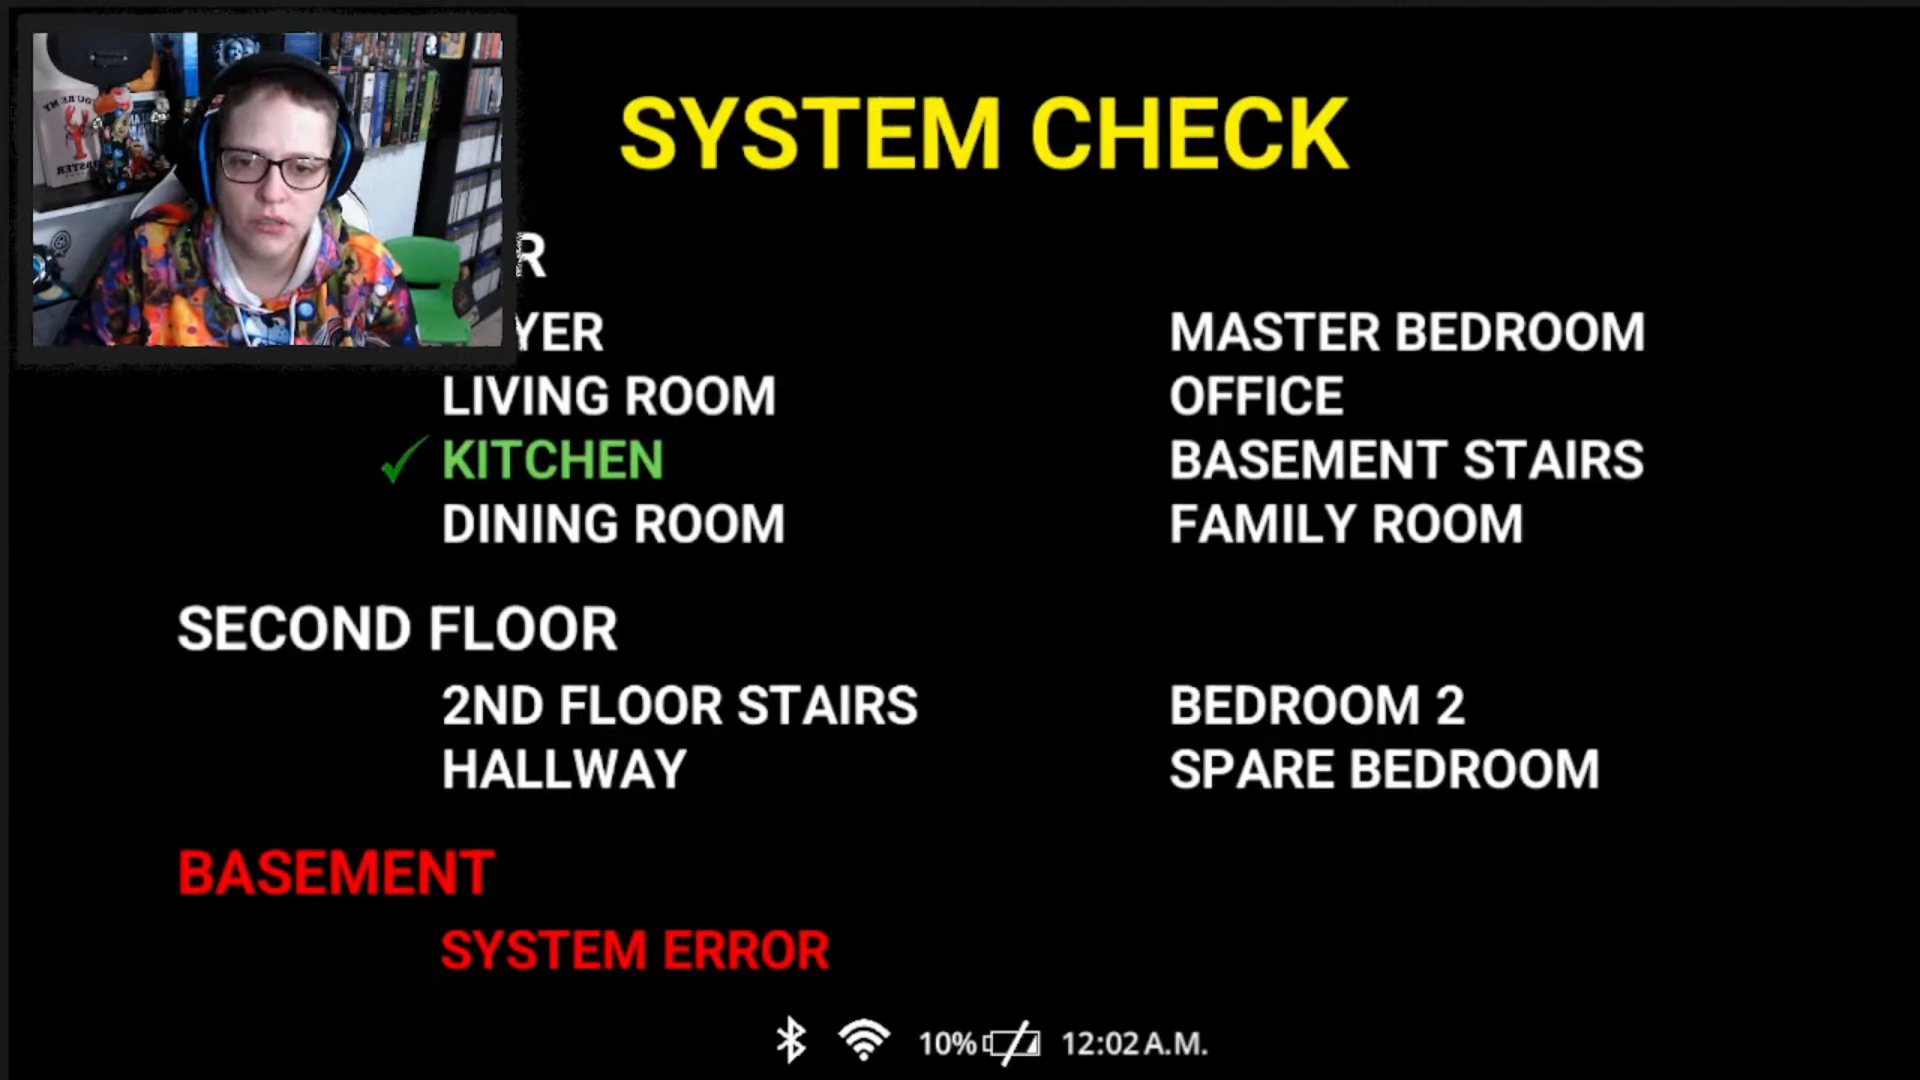 SYSTEM CHECK
R
YER
MASTER BEDROOM
LIVING ROOM
OFFICE
✓ KITCHEN
BASEMENT STAIRS
DINING ROOM
FAMILY ROOM
SECOND FLOOR
2ND FLOOR STAIRS
BEDROOM 2
HALLWAY
SPARE BEDROOM
BASEMENT
SYSTEM ERROR
10% 12:02 A.M.